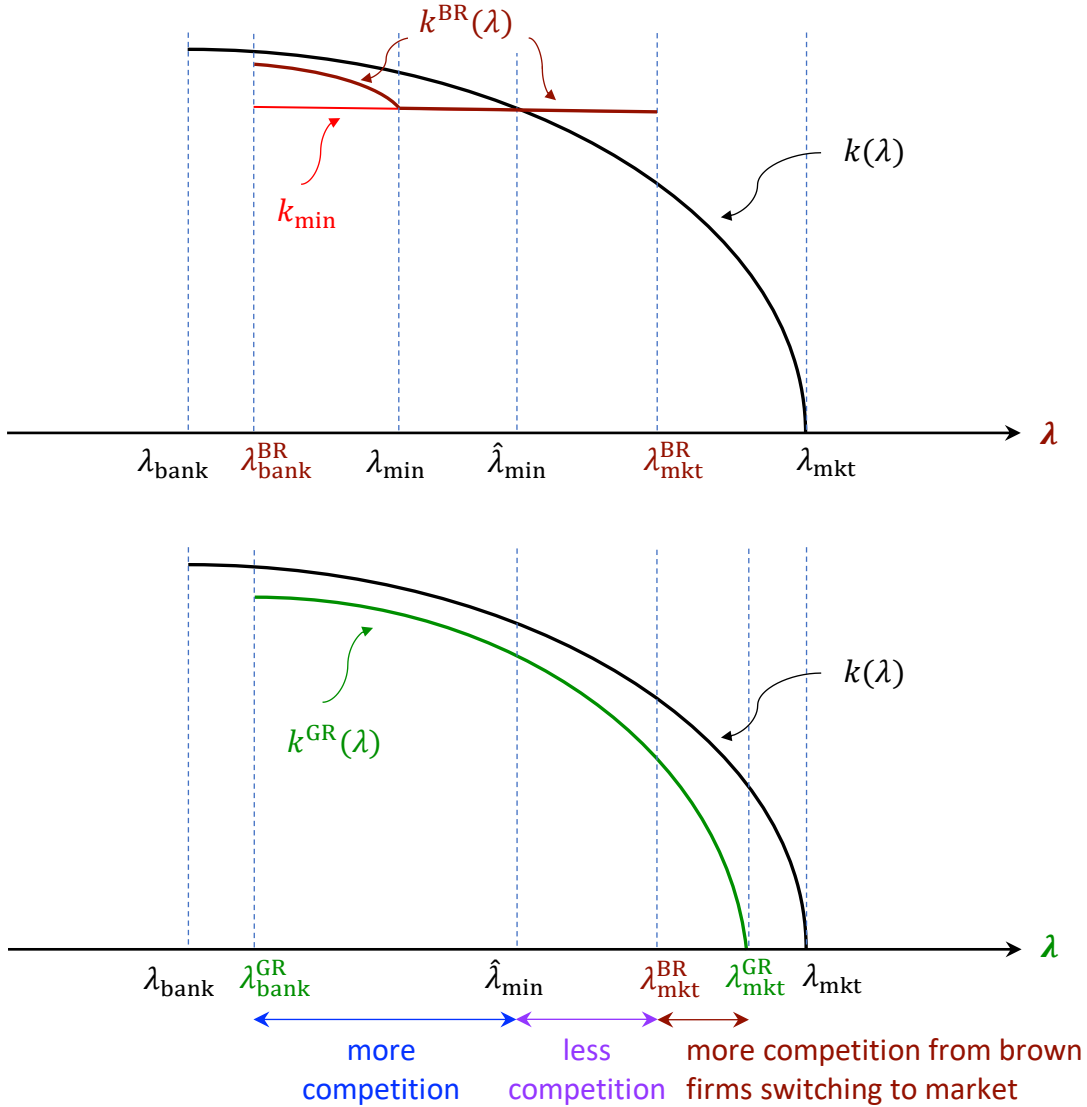 k^BR(λ)
k(λ)
k_min
λ_bank λ^BR_bank λ_min λ̂_min λ^BR_mkt λ_mkt λ
k(λ)
k^GR(λ)
λ
λ_bank λ^GR_bank λ̂_min λ^BR_mkt λ^GR_mkt λ_mkt
more less more competition from brown
competition competition firms switching to market